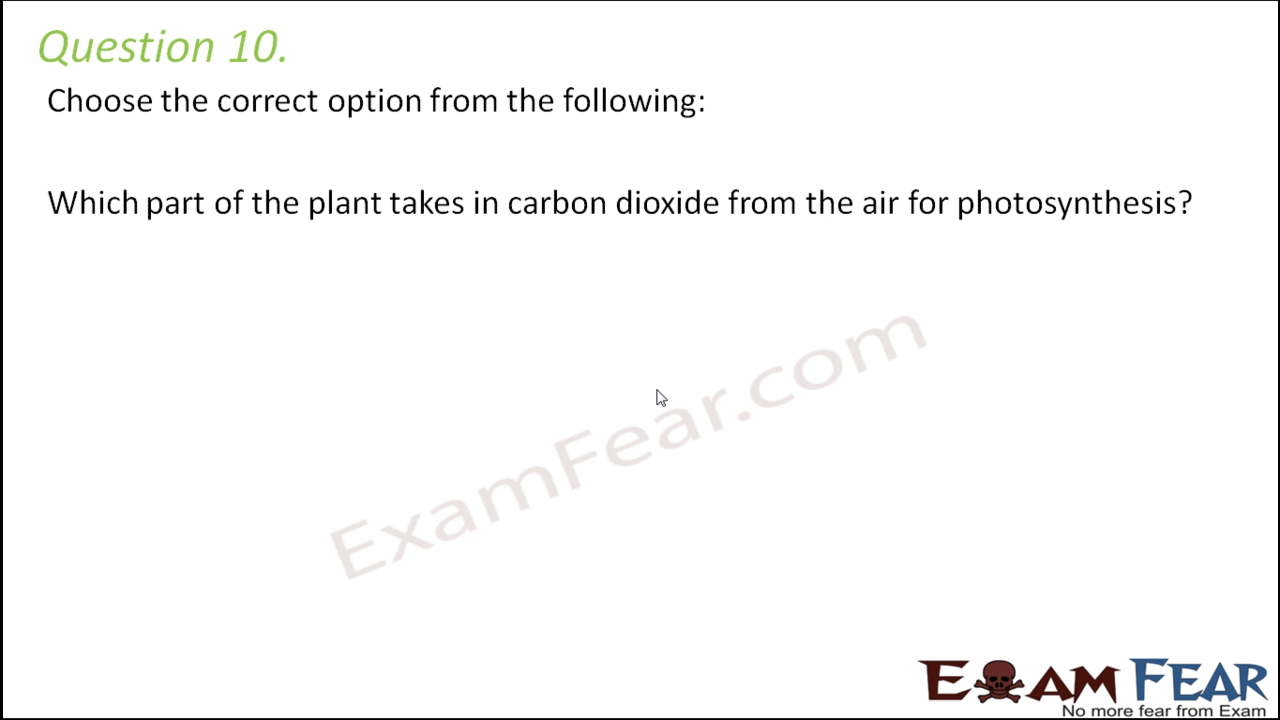 Question 10.
Choose the correct option from the following:
Which part of the plant takes in carbon dioxide from the air for photosynthesis?
ExamFear.com
EXAM FEAR
No more fear from Exam